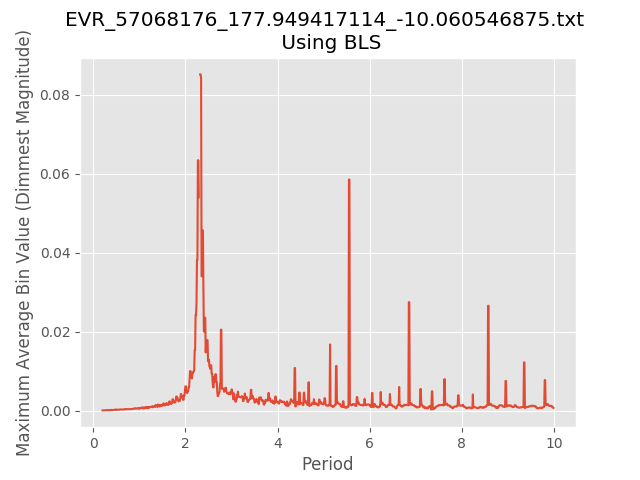 EVR_57068176_177.949417114_-10.060546875.txt
Using BLS
Maximum Average Bin Value (Dimmest Magnitude)
0.08
0.06
0.04
0.02
0.00
0 2 4 6 8 10
Period